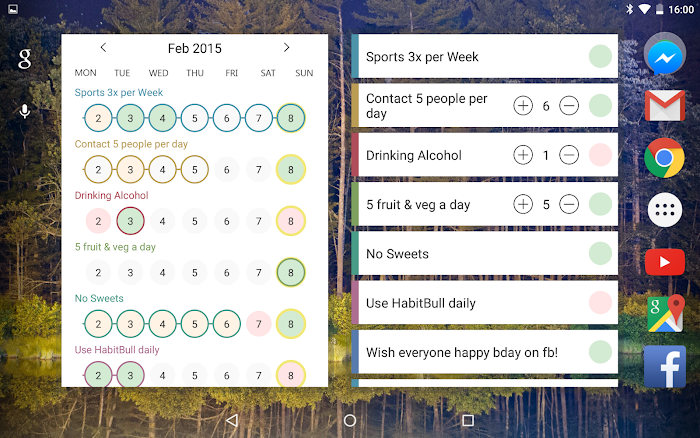 16:00
g
Feb 2015
MON TUE WED THU FRI SAT SUN
Sports 3x per Week
2 3 4 5 6 7 8
Contact 5 people per day
2 3 4 5 6 7 8
Drinking Alcohol
2 3 4 5 6 7 8
5 fruit & veg a day
2 3 4 5 6 7 8
No Sweets
2 3 4 5 6 7 8
Use HabitBull daily
2 3 4 5 6 7 8
Sports 3x per Week
Contact 5 people per
day
6
Drinking Alcohol
1
5 fruit & veg a day
5
No Sweets
Use HabitBull daily
Wish everyone happy bday on fb!
g
f